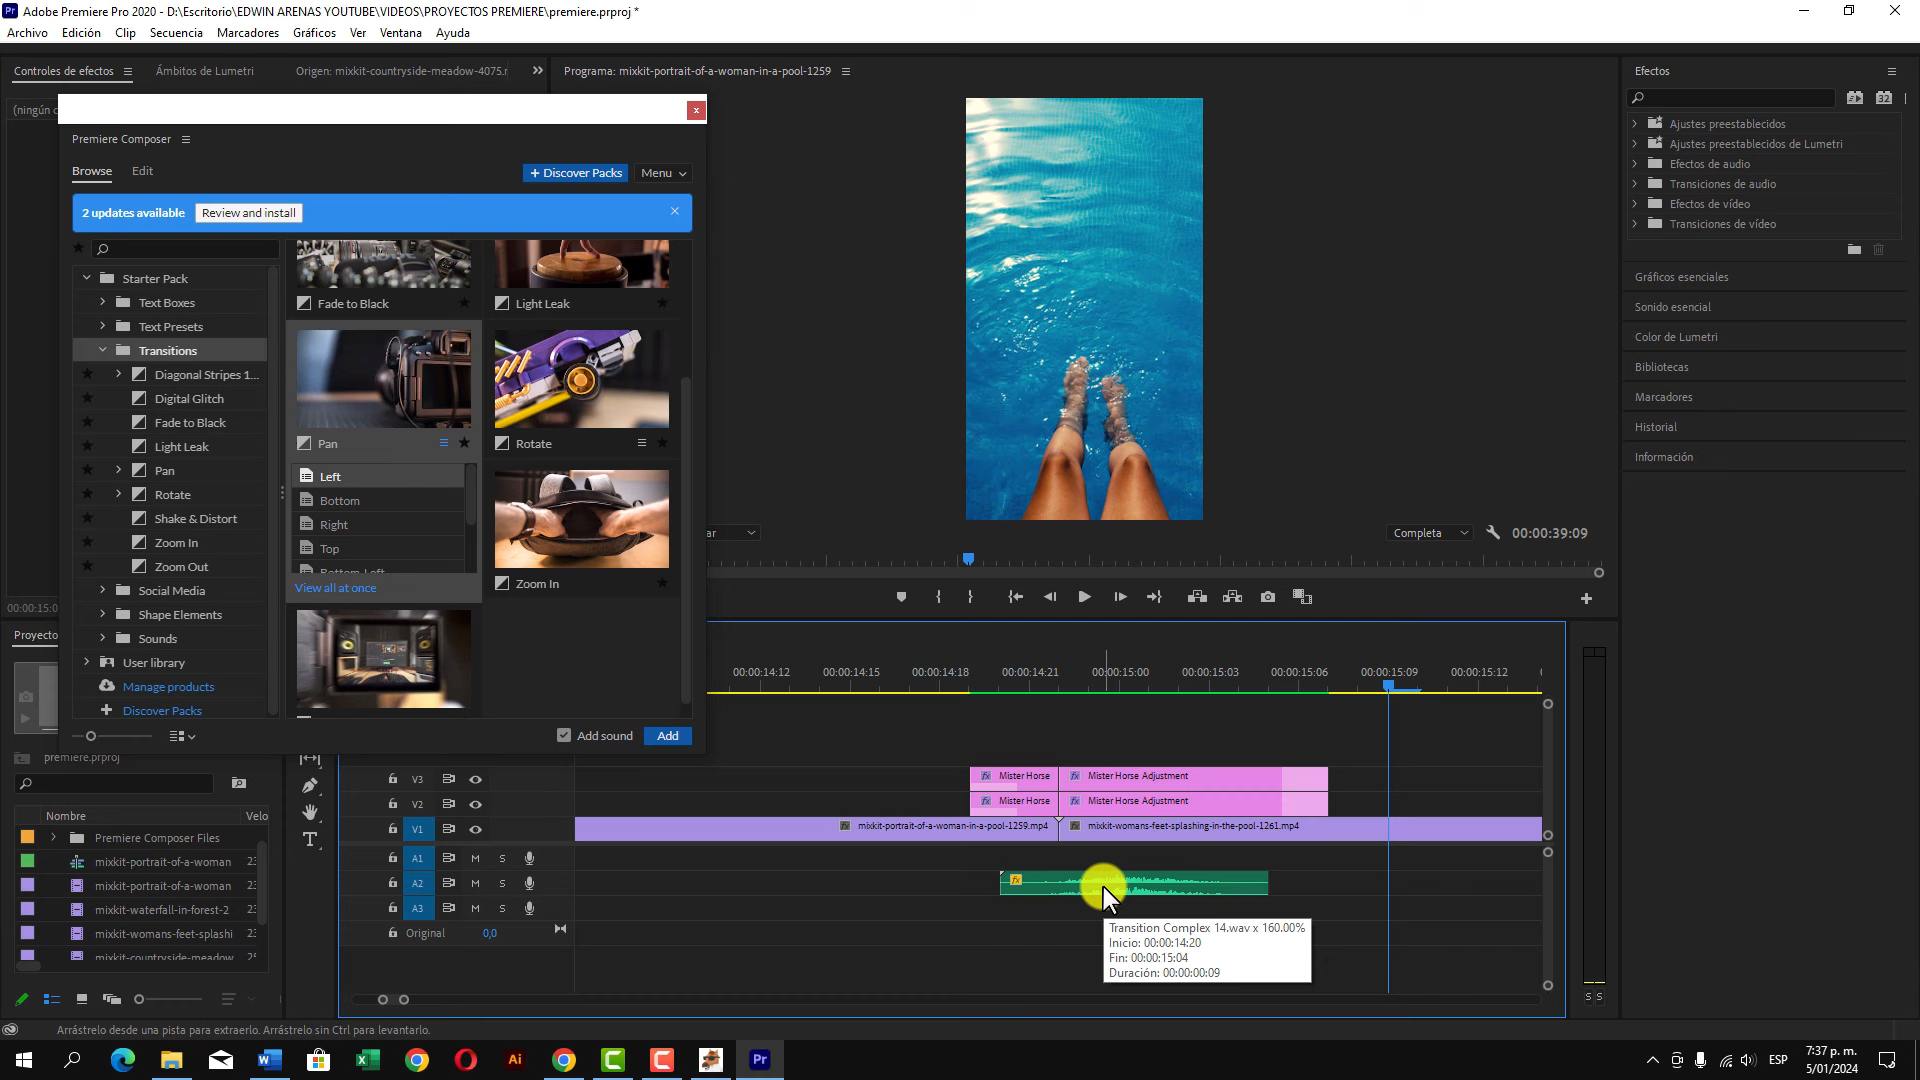 Adobe Premiere Pro 2020 - D:\Escritorio\EDWIN ARENAS YOUTUBE\VIDEOS\PROYECTOS PREMIERE\premiere.prproj *
Archivo Edición Clip Secuencia Marcadores Gráficos Ver Ventana Ayuda
Controles de efectos Ámbitos de Lumetri Origen: mixkit-countryside-meadow-4075.r Programa: mixkit-portrait-of-a-woman-in-a-pool-1259 Efectos
(ningún c
Premiere Composer
Browse Edit + Discover Packs Menu
2 updates available Review and install
Starter Pack
Text Boxes
Text Presets
Transitions
Diagonal Stripes 1...
Digital Glitch
Fade to Black
Light Leak
Pan
Rotate
Shake & Distort
Zoom In
Zoom Out
Social Media
Shape Elements
Sounds
User library
Manage products
Discover Packs
Fade to Black Light Leak
Pan Rotate
Left
Bottom
Right
Top
Bottom Left
View all at once
Zoom In
Add sound Add
32
Ajustes preestablecidos
Ajustes preestablecidos de Lumetri
Efectos de audio
Transiciones de audio
Efectos de vídeo
Transiciones de vídeo
Gráficos esenciales
Sonido esencial
Color de Lumetri
Bibliotecas
Marcadores
Historial
Información
ar Completa 00:00:39:09
00:00:15:0
Proyecto
premiere.prproj
Nombre Velo
Premiere Composer Files
mixkit-portrait-of-a-woman 23
mixkit-portrait-of-a-woman 23
mixkit-waterfall-in-forest-2 23
mixkit-womans-feet-splashi 23
mixkit-countryside-meadow
00:00:14:12 00:00:14:15 00:00:14:18 00:00:14:21 00:00:15:00 00:00:15:03 00:00:15:06 00:00:15:09 00:00:15:12
V3 fx Mister Horse fx Mister Horse Adjustment
V2 fx Mister Horse fx Mister Horse Adjustment
V1 fx mixkit-portrait-of-a-woman-in-a-pool-1259.mp4 fx mixkit-womans-feet-splashing-in-the-pool-1261.mp4
A1 M S
A2 M S fx
A3 M S
Original 0,0
Transition Complex 14.wav x 160.00%
Inicio: 00:00:14:20
Fin: 00:00:15:04
Duración: 00:00:00:09
S S
Arrástrelo desde una pista para extraerlo. Arrástrelo sin Ctrl para levantarlo.
ESP 7:37 p. m.
5/01/2024